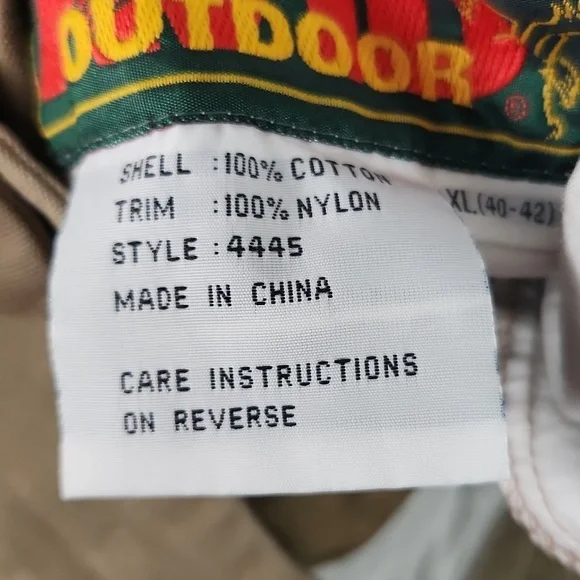 OUTDOOR
®
SHELL : 100% COTTON
TRIM : 100% NYLON
XL (40-42)
STYLE : 4445
MADE IN CHINA
CARE INSTRUCTIONS
ON REVERSE